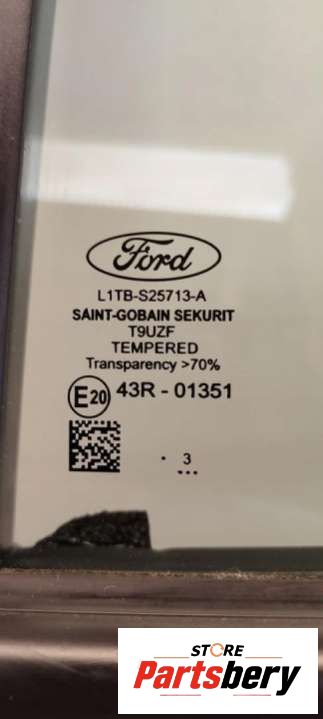 Ford
L1TB-S25713-A
SAINT-GOBAIN SEKURIT
T9UZF
TEMPERED
Transparency >70%
E20 43R - 01351
. 3
...
STORE
Partsbery